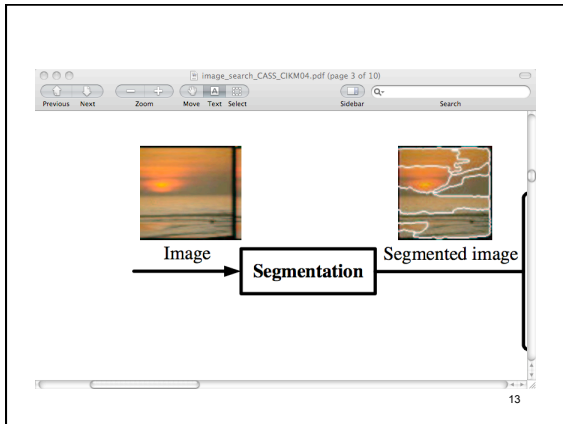 image_search_CASS_CIKM04.pdf (page 3 of 10)
Previous Next Zoom Move Text Select Sidebar Search
Image
Segmentation
Segmented image
13